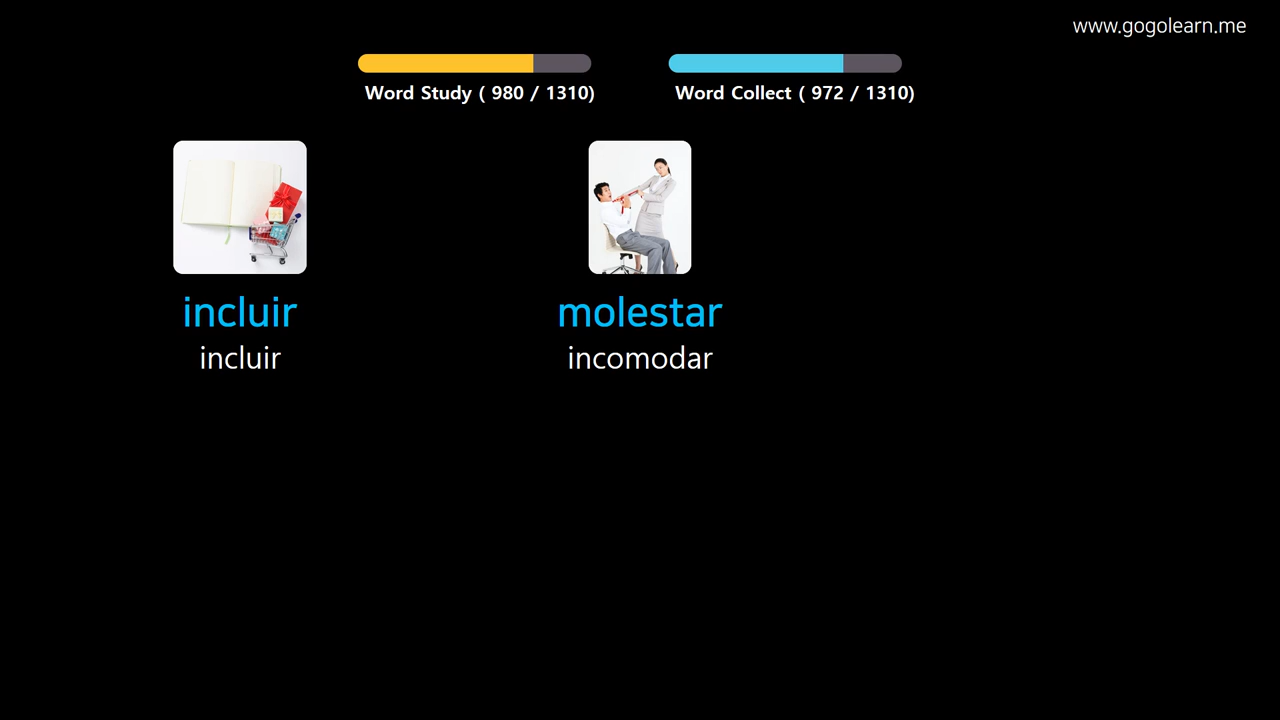 www.gogolearn.me
Word Study ( 980 / 1310)
Word Collect ( 972 / 1310)
incluir
incluir
molestar
incomodar